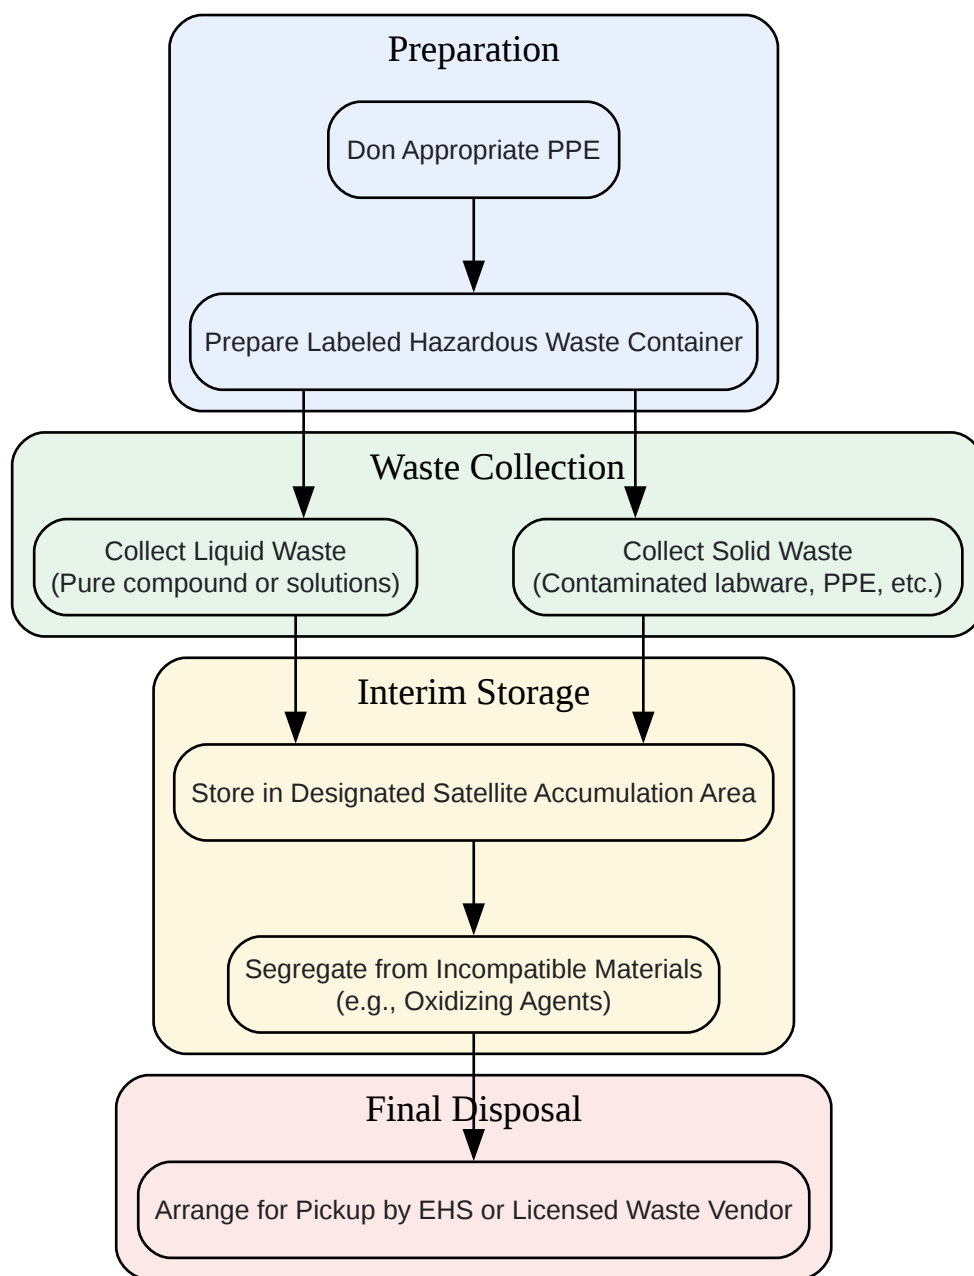 Preparation
Don Appropriate PPE
Prepare Labeled Hazardous Waste Container
Waste Collection
Collect Liquid Waste
(Pure compound or solutions)
Collect Solid Waste
(Contaminated labware, PPE, etc.)
Interim Storage
Store in Designated Satellite Accumulation Area
Segregate from Incompatible Materials
(e.g., Oxidizing Agents)
Final Disposal
Arrange for Pickup by EHS or Licensed Waste Vendor